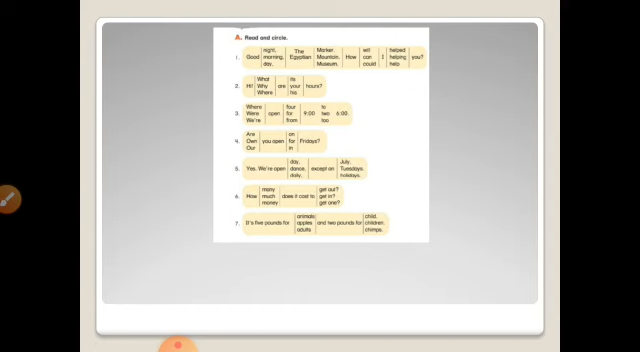 A. Read and circle.
night, Market. will helped
1. Good morning, The Egyptian Mountain. How can I helping you?
day, Museum. could help
What its
2. Hi! Why are your hours?
Where his
Where four to
3. Were open for 9:00 two 6:00.
We're from too
Are on
4. Own you open for Fridays?
Our in
day, July.
5. Yes. We're open dance, except on Tuesdays.
daily, holidays.
many get out?
6. How much does it cost to get in?
money get one?
animals child.
7. It's five pounds for apples and two pounds for children.
adults chimps.